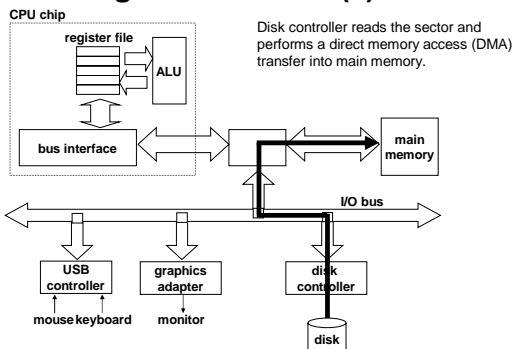 CPU chip
register file
ALU
bus interface
Disk controller reads the sector and
performs a direct memory access (DMA)
transfer into main memory.
main
memory
I/O bus
USB
controller
graphics
adapter
disk
controller
mouse keyboard
monitor
disk